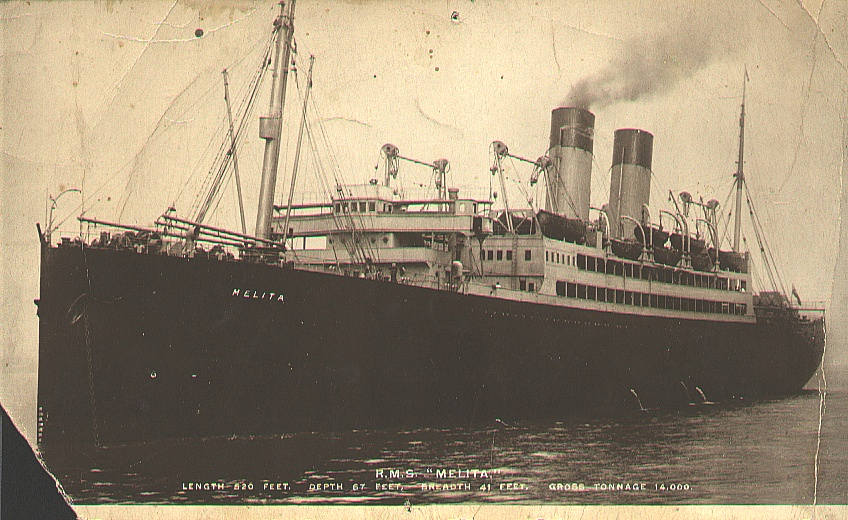 MELITA
R.M.S. "MELITA."
LENGTH 520 FEET. DEPTH 67 FEET. BREADTH 41 FEET. GROSS TONNAGE 14,000.